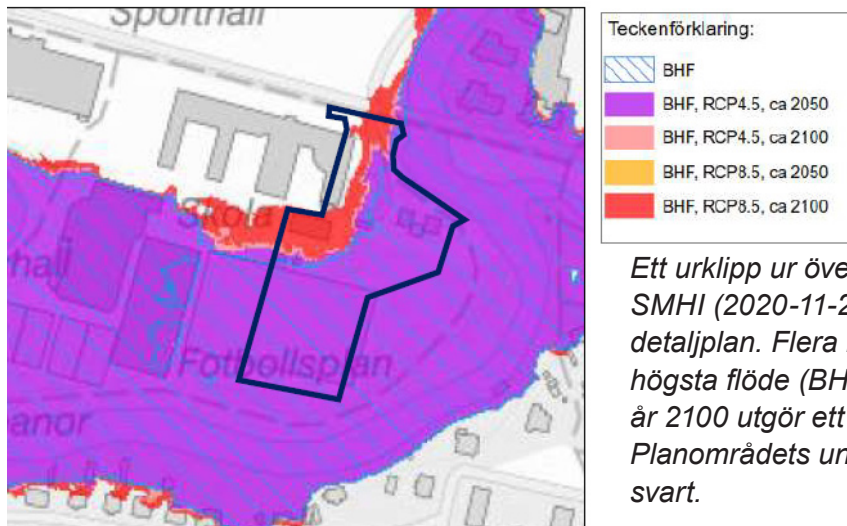 Sporthall
Skola
rhall
Fotbollsplan
anor
Teckenförklaring:
BHF
BHF, RCP4.5, ca 2050
BHF, RCP4.5, ca 2100
BHF, RCP8.5, ca 2050
BHF, RCP8.5, ca 2100
Ett urklipp ur öve
SMHI (2020-11-2
detaljplan. Flera
högsta flöde (BH
år 2100 utgör ett
Planområdets un
svart.